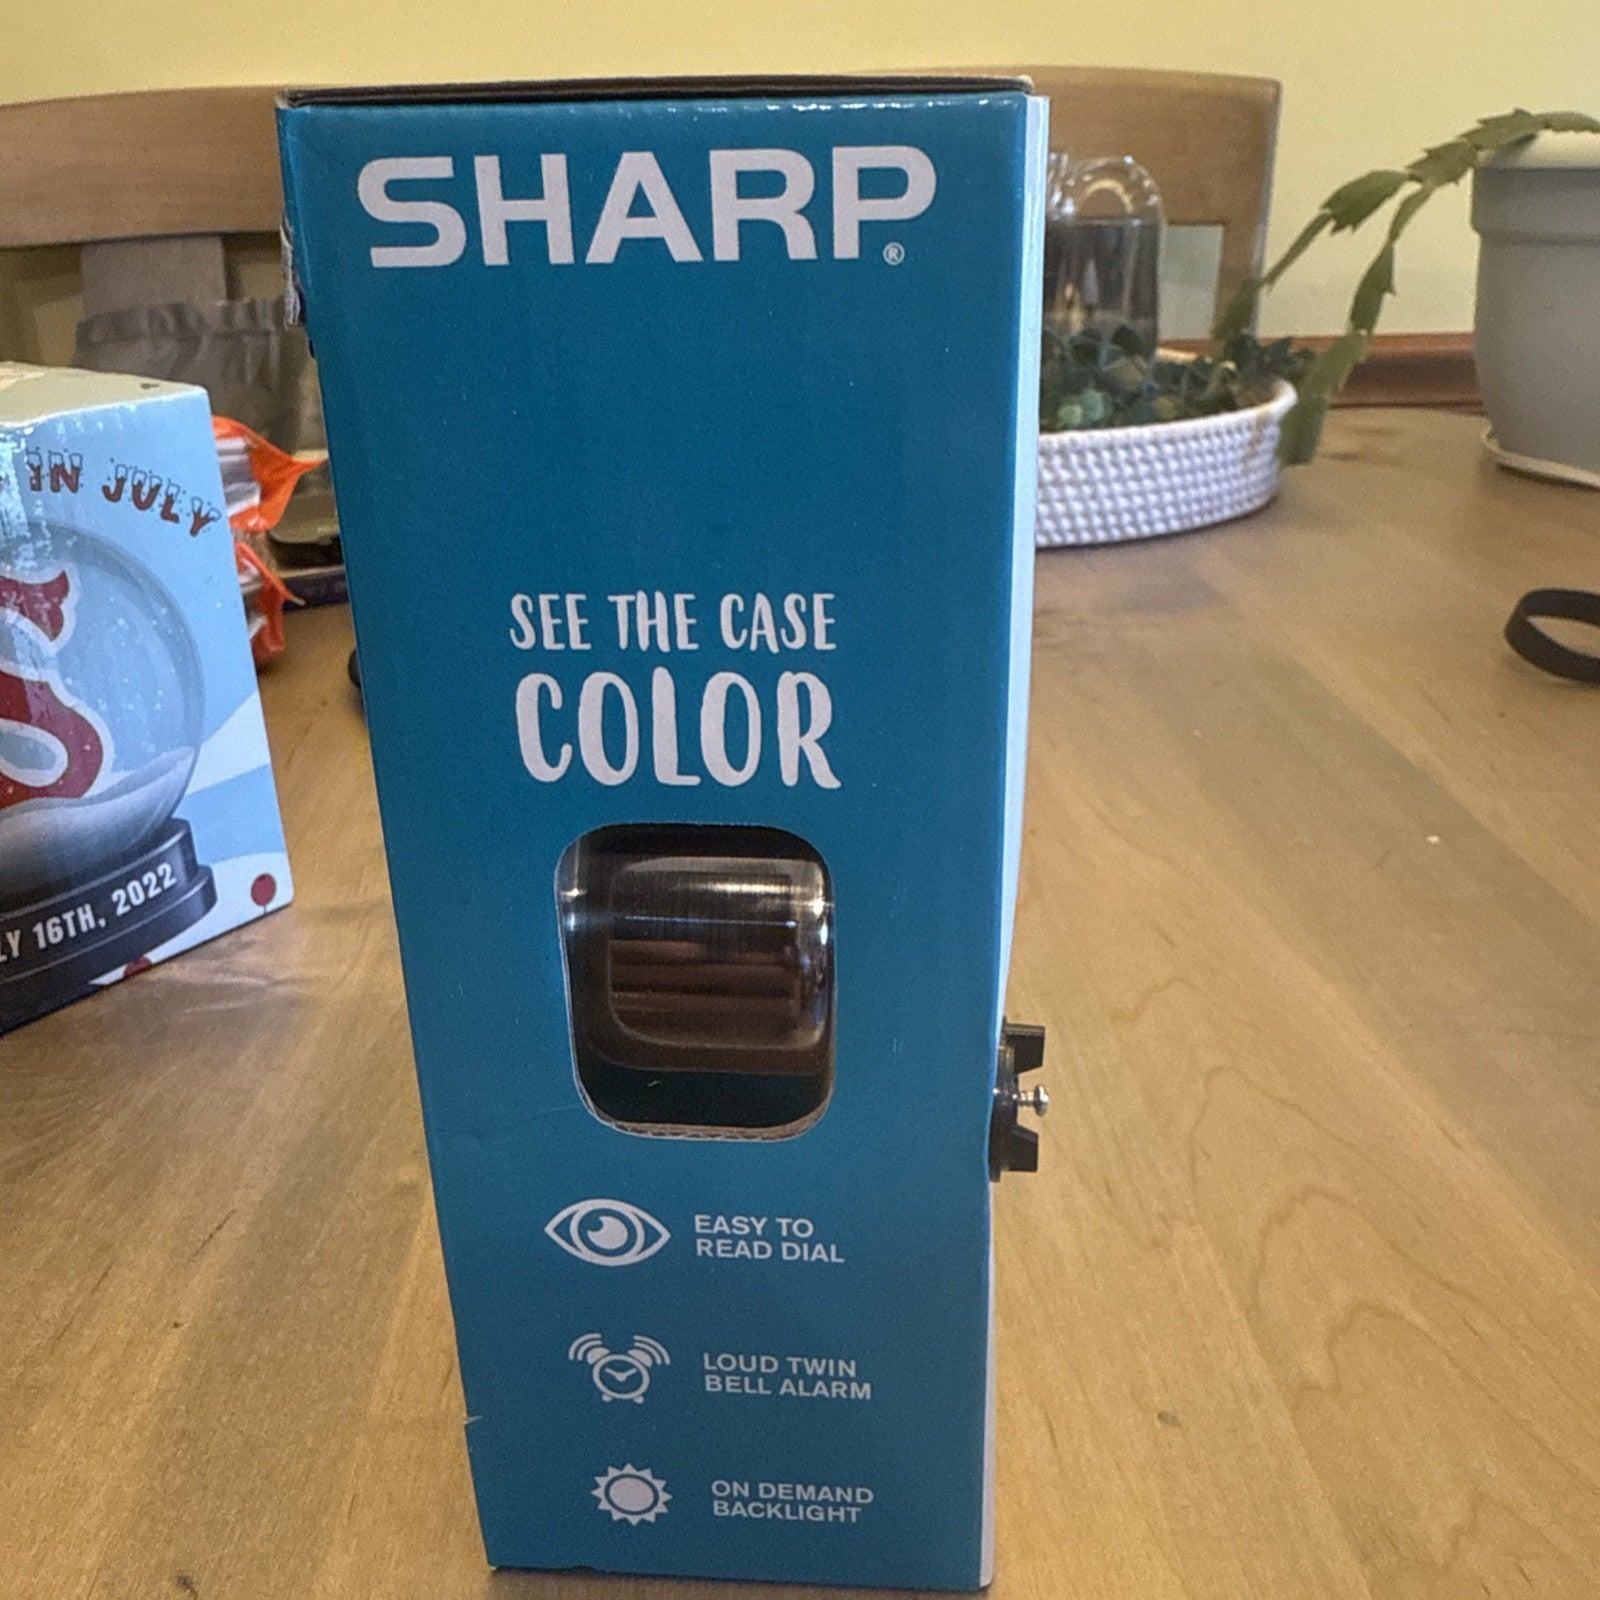 SHARP®
SEE THE CASE
COLOR
EASY TO
READ DIAL
LOUD TWIN
BELL ALARM
ON DEMAND
BACKLIGHT
IN JULY
S
LY 16TH, 2022